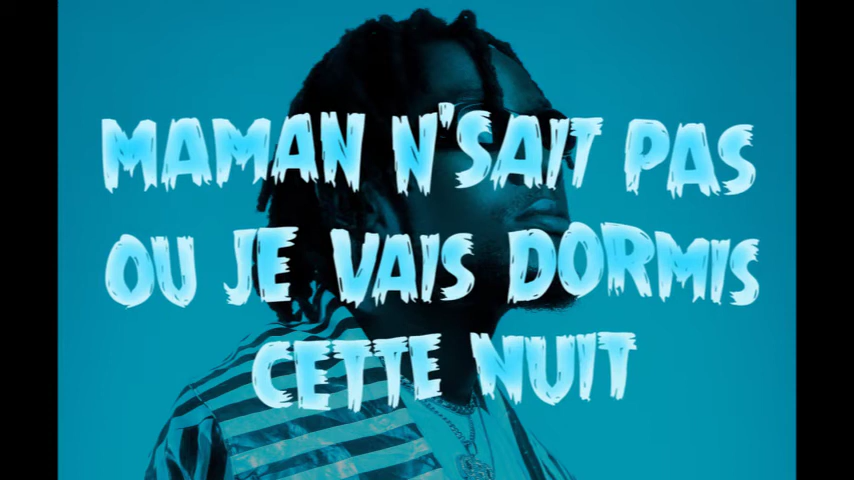 MAMAN N'SAIT PAS
OU JE VAIS DORMIS
CETTE NUIT